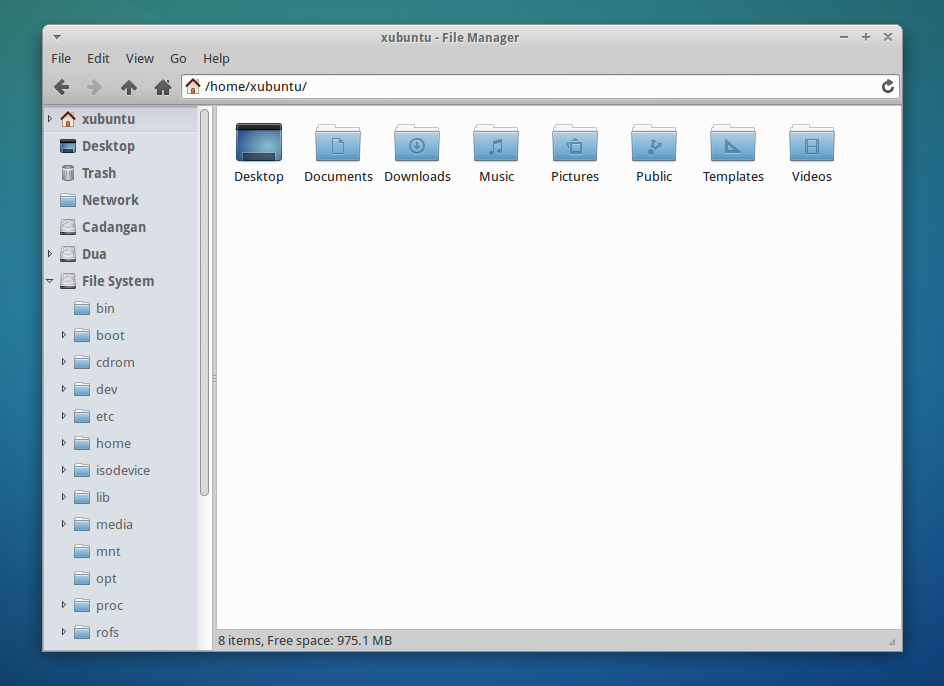 xubuntu - File Manager
File Edit View Go Help
/home/xubuntu/
xubuntu
Desktop
Trash
Network
Cadangan
Dua
File System
bin
boot
cdrom
dev
etc
home
isodevice
lib
media
mnt
opt
proc
rofs
Desktop Documents Downloads Music Pictures Public Templates Videos
8 items, Free space: 975.1 MB